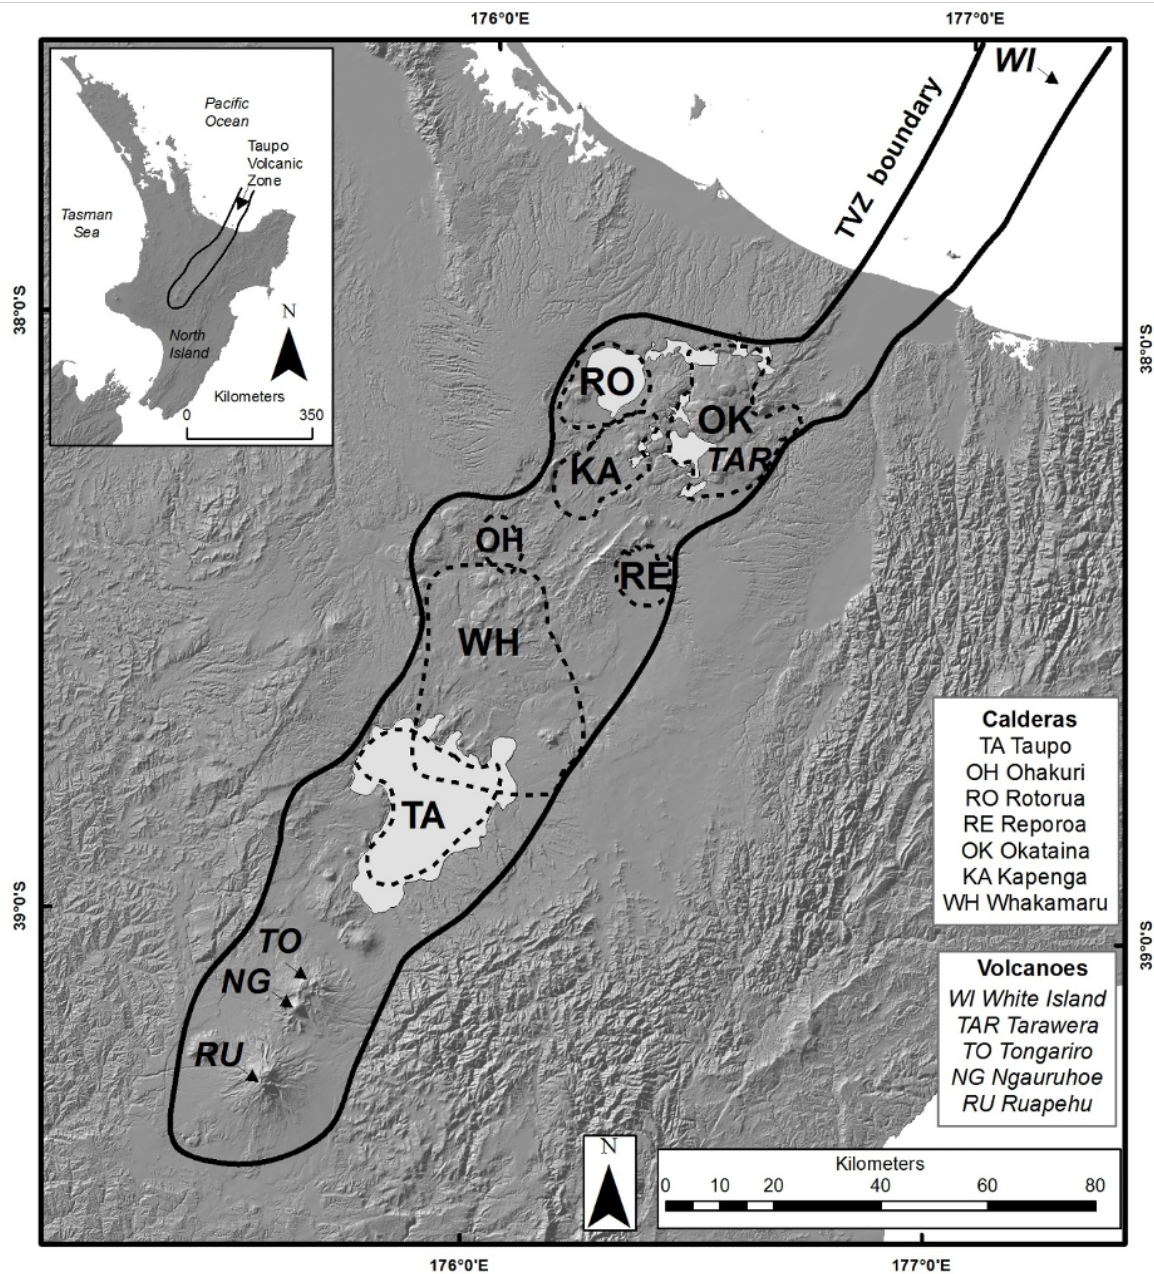 176°0'E
177°0'E
Pacific
Ocean
Taupo
Volcanic
Zone
Tasman
Sea
North
Island
N
Kilometers
0 350
WI
TVZ boundary
38°0'S
38°0'S
RO
OK
TAR
KA
OH
RE
WH
TA
TO
NG
RU
39°0'S
39°0'S
Calderas
TA Taupo
OH Ohakuri
RO Rotorua
RE Reporoa
OK Okataina
KA Kapenga
WH Whakamaru
Volcanoes
WI White Island
TAR Tarawera
TO Tongariro
NG Ngauruhoe
RU Ruapehu
N
Kilometers
0 10 20 40 60 80
176°0'E
177°0'E